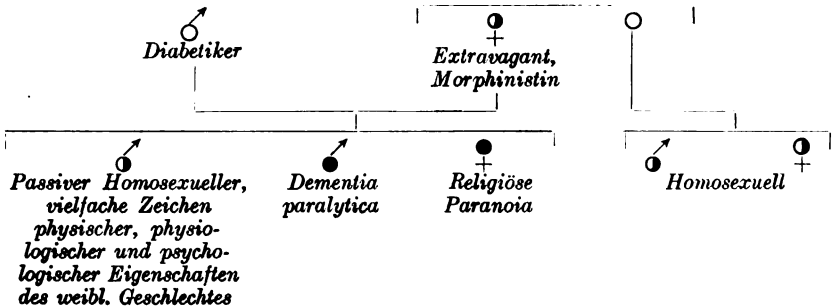 Diabetiker
Extravagant,
Morphinistin
Passiver Homosexueller,
vielfache Zeichen
physischer, physio-
logischer und psycho-
logischer Eigenschaften
des weibl. Geschlechtes
Dementia
paralytica
Religiöse
Paranoia
Homosexuell